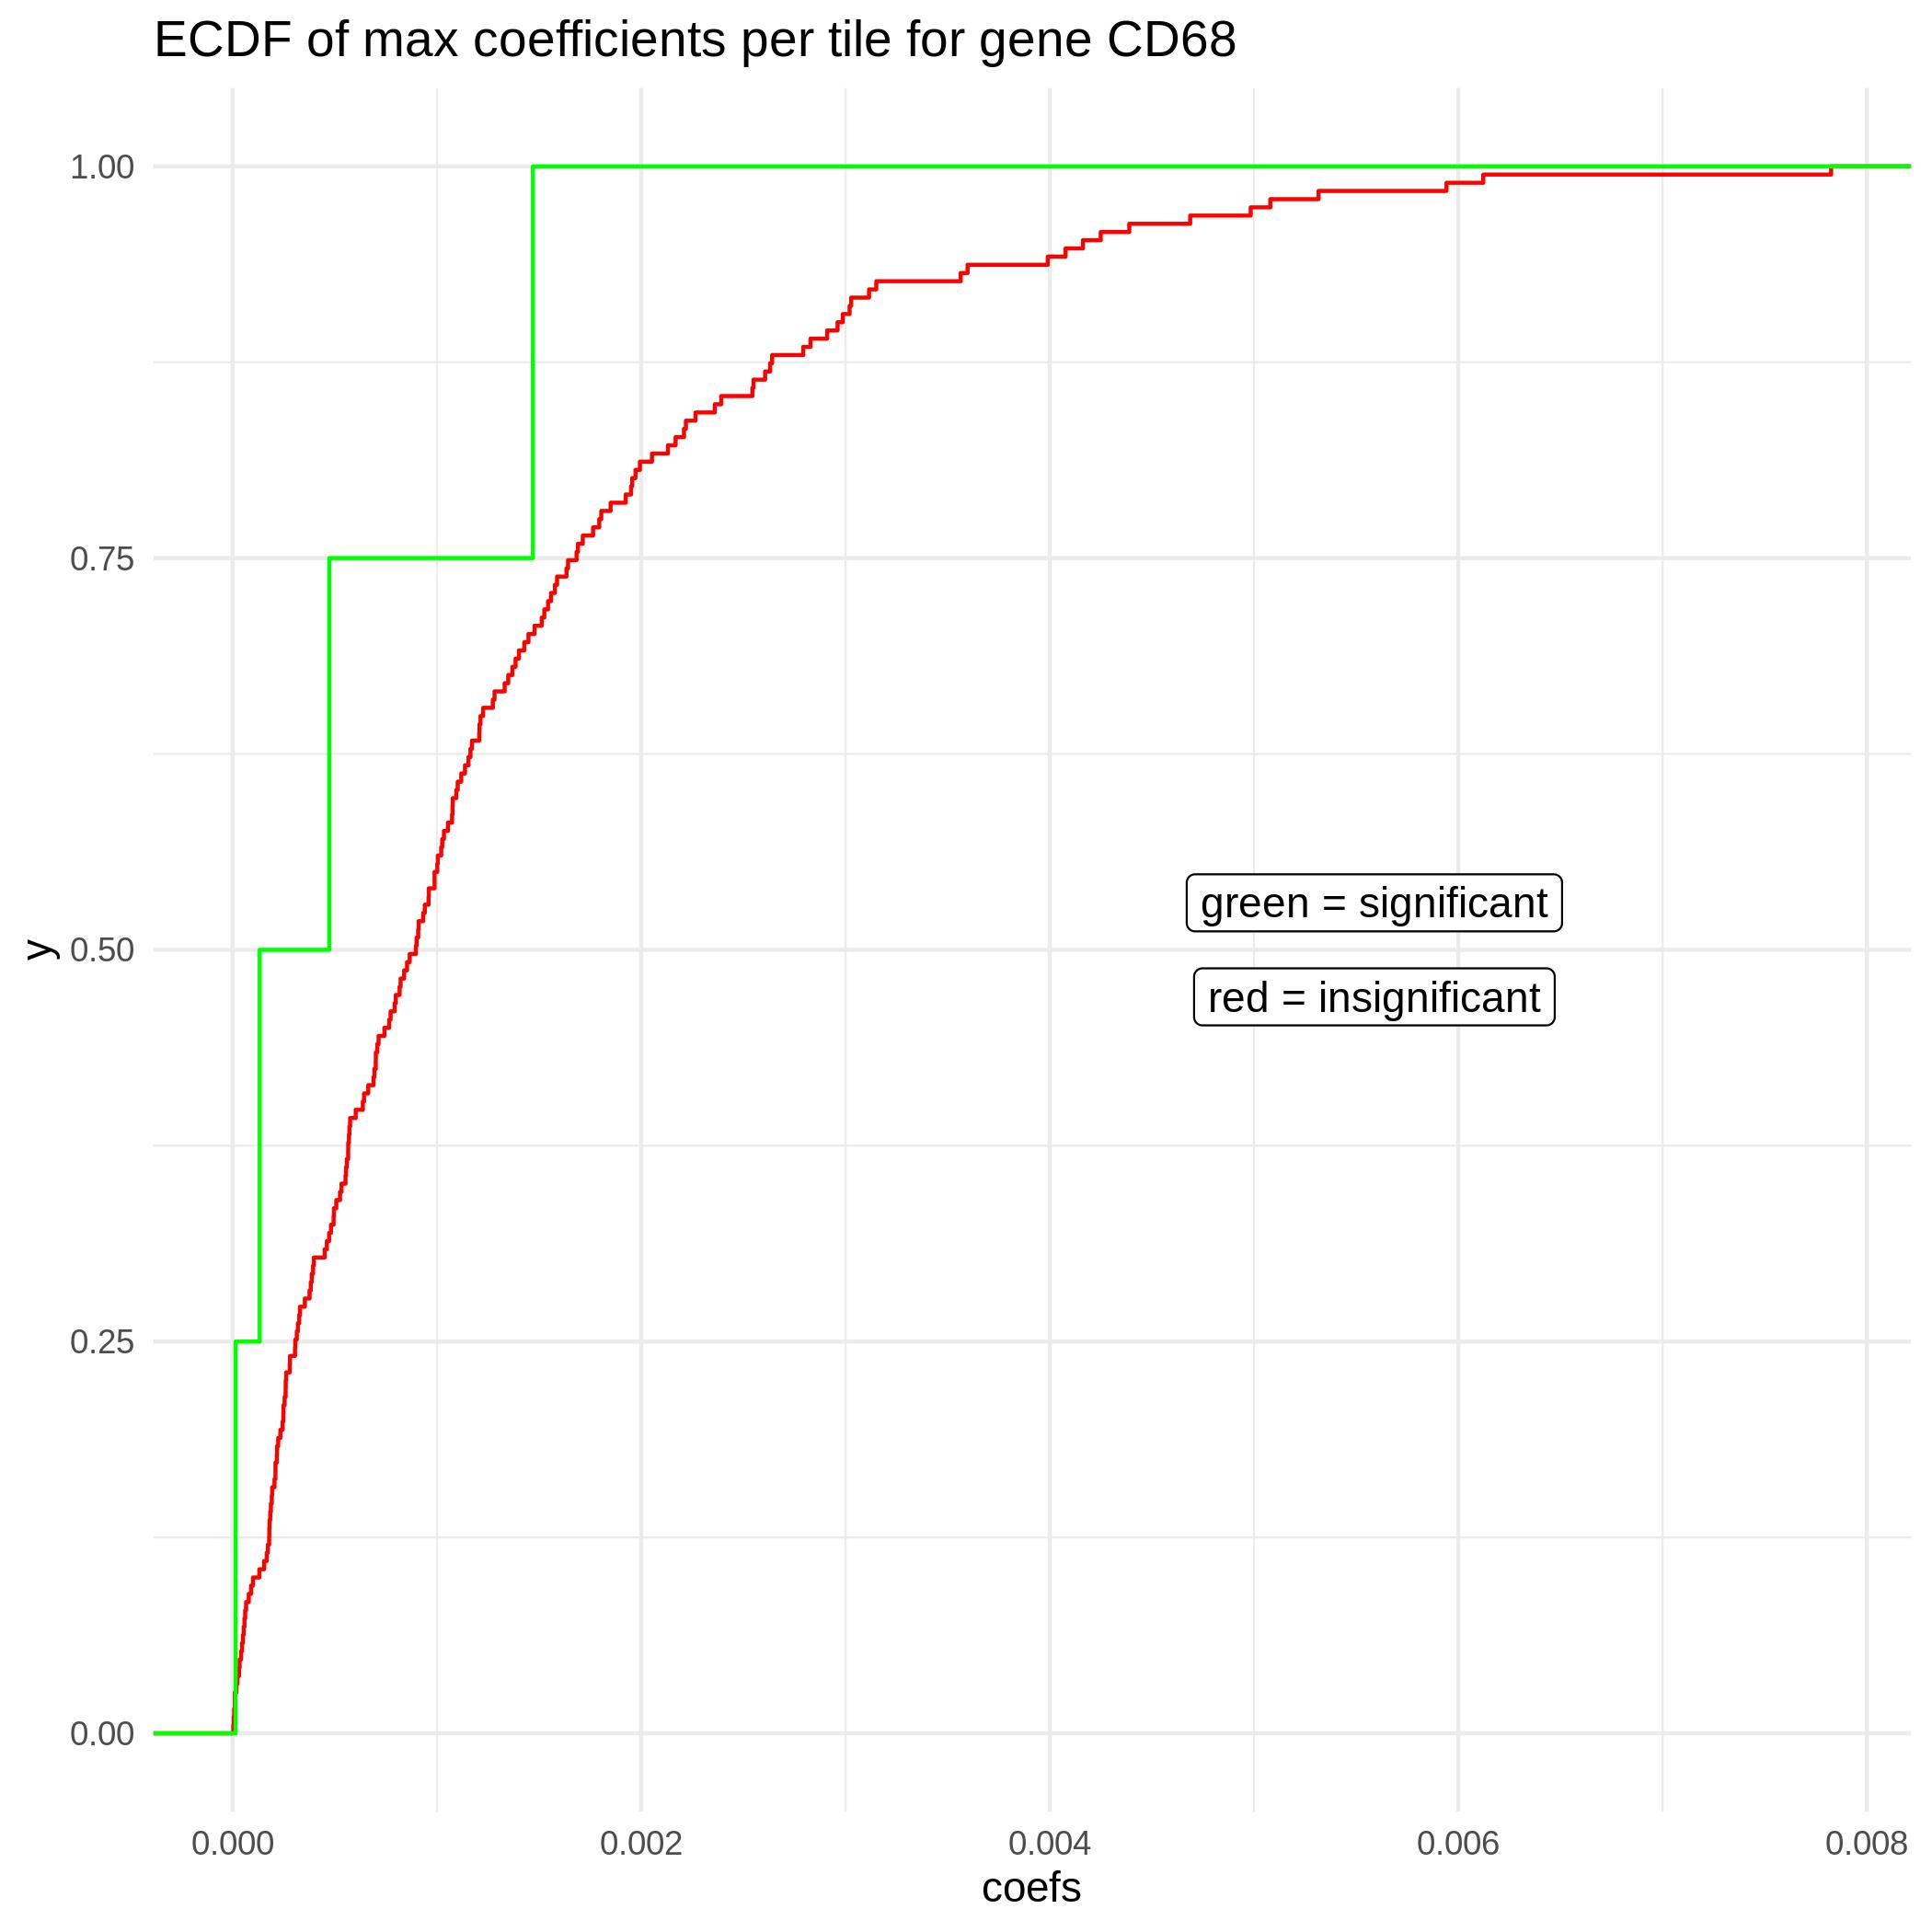 ECDF of max coefficients per tile for gene CD68
1.00
0.75
0.50
0.25
0.00
y
green = significant
red = insignificant
0.000 0.002 0.004 0.006 0.008
coefs